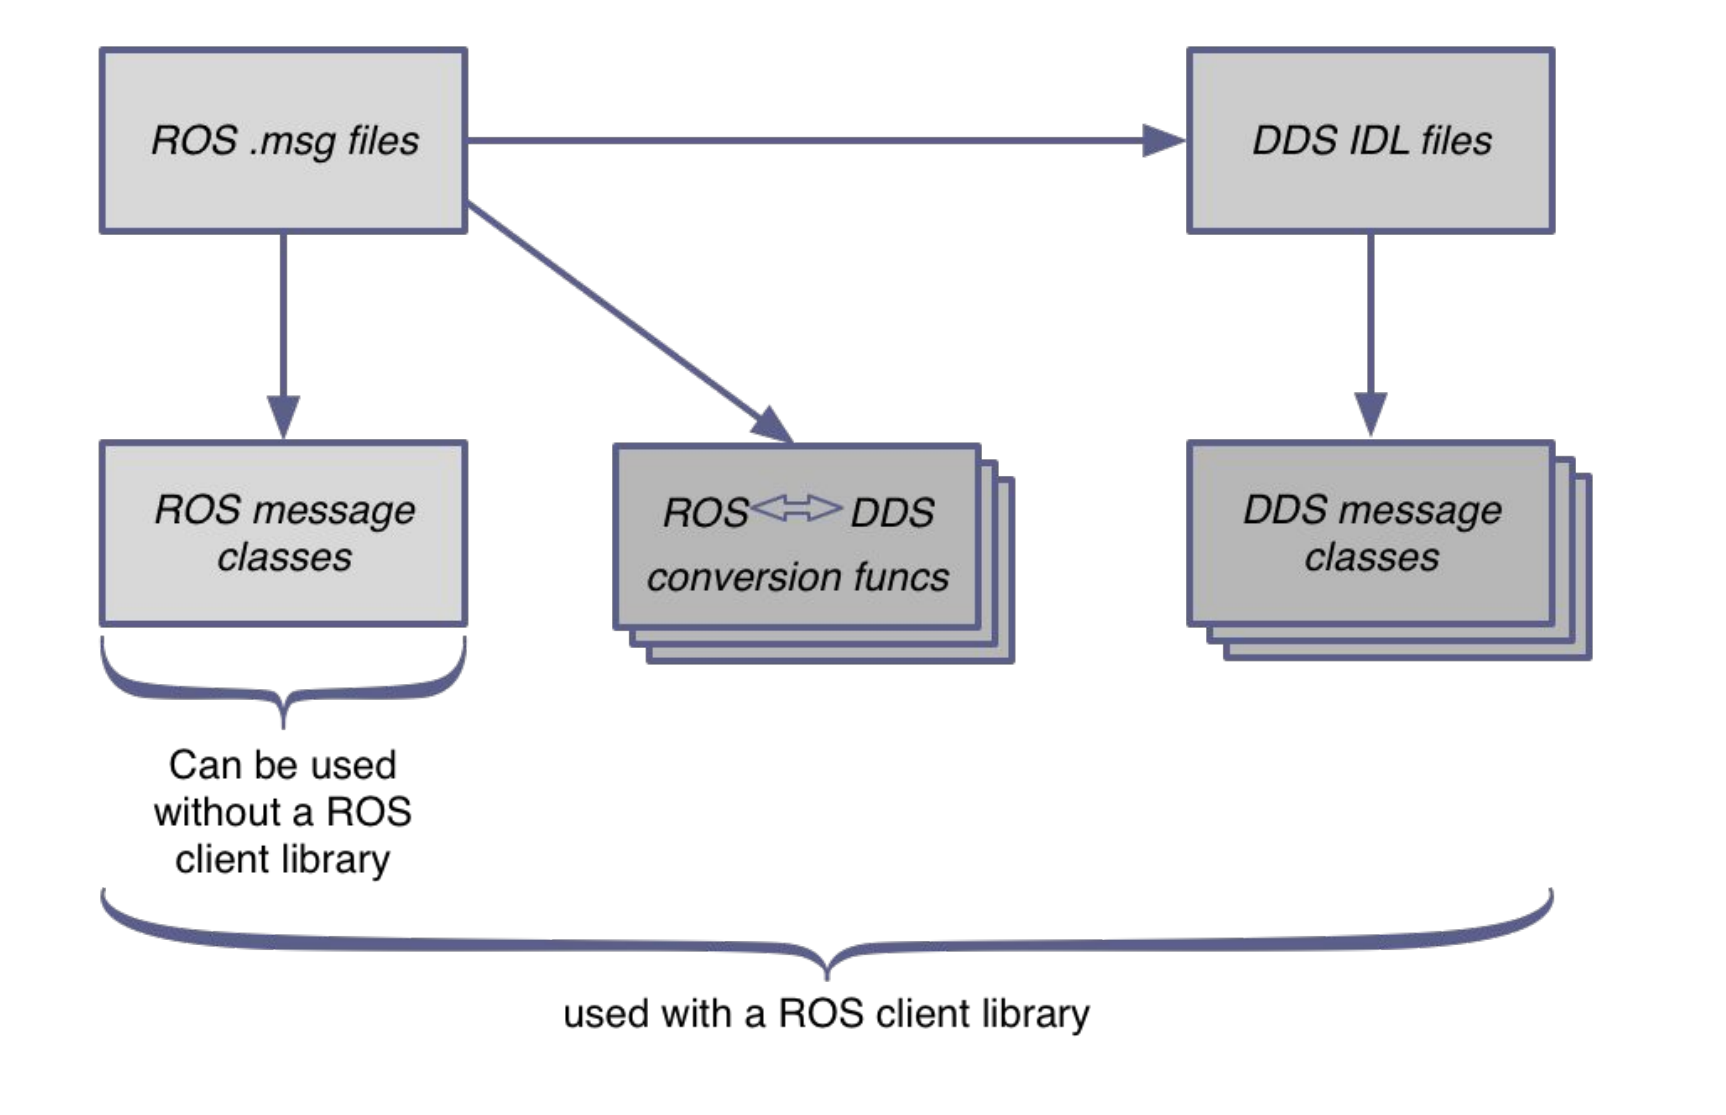 ROS .msg files
DDS IDL files
ROS message
classes
ROS DDS
conversion funcs
DDS message
classes
Can be used
without a ROS
client library
used with a ROS client library